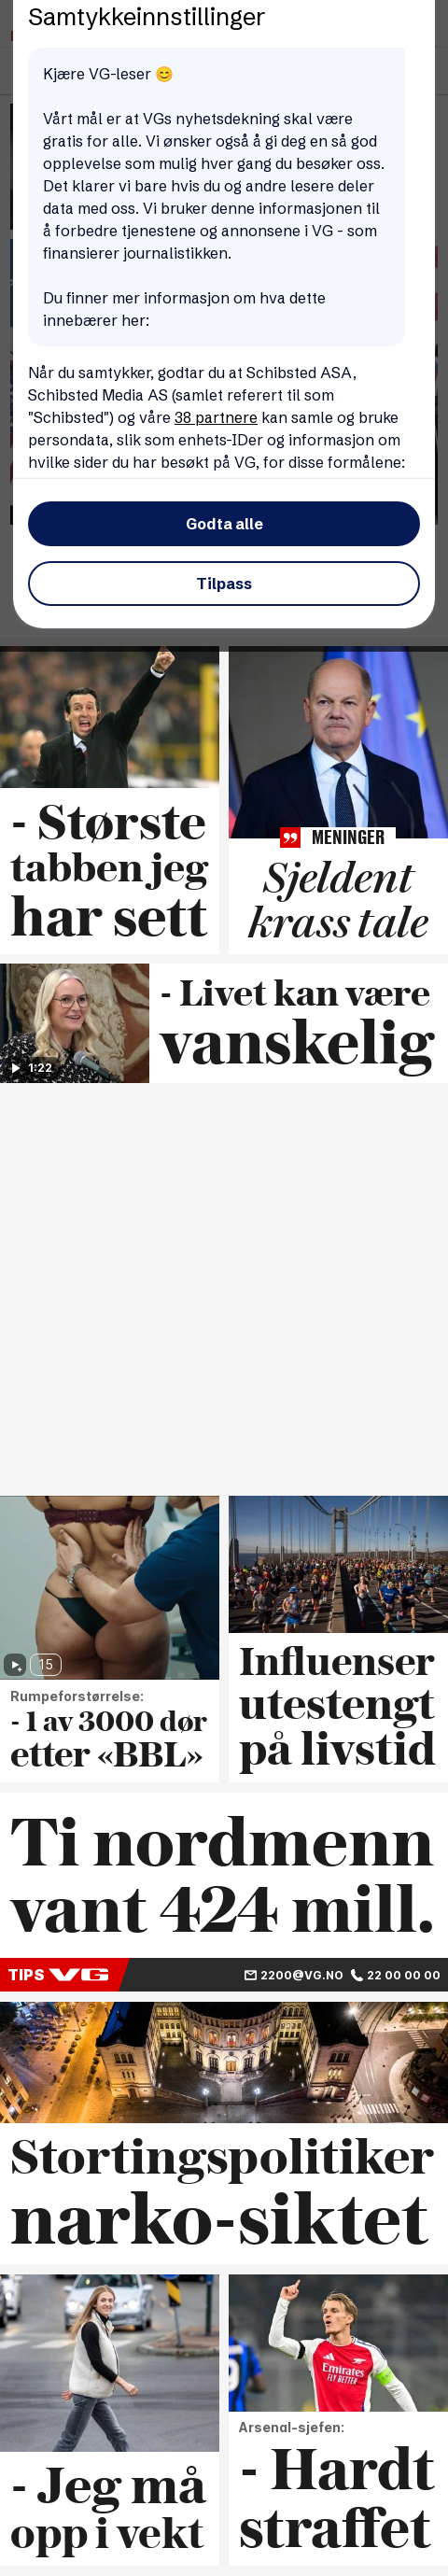 Samtykkeinnstillinger
Kjære VG-leser 😊
Vårt mål er at VGs nyhetsdekning skal være
gratis for alle. Vi ønsker også å gi deg en så god
opplevelse som mulig hver gang du besøker oss.
Det klarer vi bare hvis du og andre lesere deler
data med oss. Vi bruker denne informasjonen til
å forbedre tjenestene og annonsene i VG - som
finansierer journalistikken.
Du finner mer informasjon om hva dette
innebærer her:
Når du samtykker, godtar du at Schibsted ASA,
Schibsted Media AS (samlet referert til som
"Schibsted") og våre 38 partnere kan samle og bruke
persondata, slik som enhets-IDer og informasjon om
hvilke sider du har besøkt på VG, for disse formålene:
Godta alle
Tilpass
- Største
tabben jeg
har sett
MENINGER
Sjeldent
krass tale
1:22
- Livet kan være
vanskelig
15
Rumpeforstørrelse:
- 1 av 3000 dør
etter «BBL»
Influenser
utestengt
på livstid
Ti nordmenn
vant 424 mill.
TIPS VG
2200@VG.NO 22 00 00 00
Stortingspolitiker
narko-siktet
- Jeg må
opp i vekt
Emirates
FLY BETTER
Arsenal-sjefen:
- Hardt
straffet